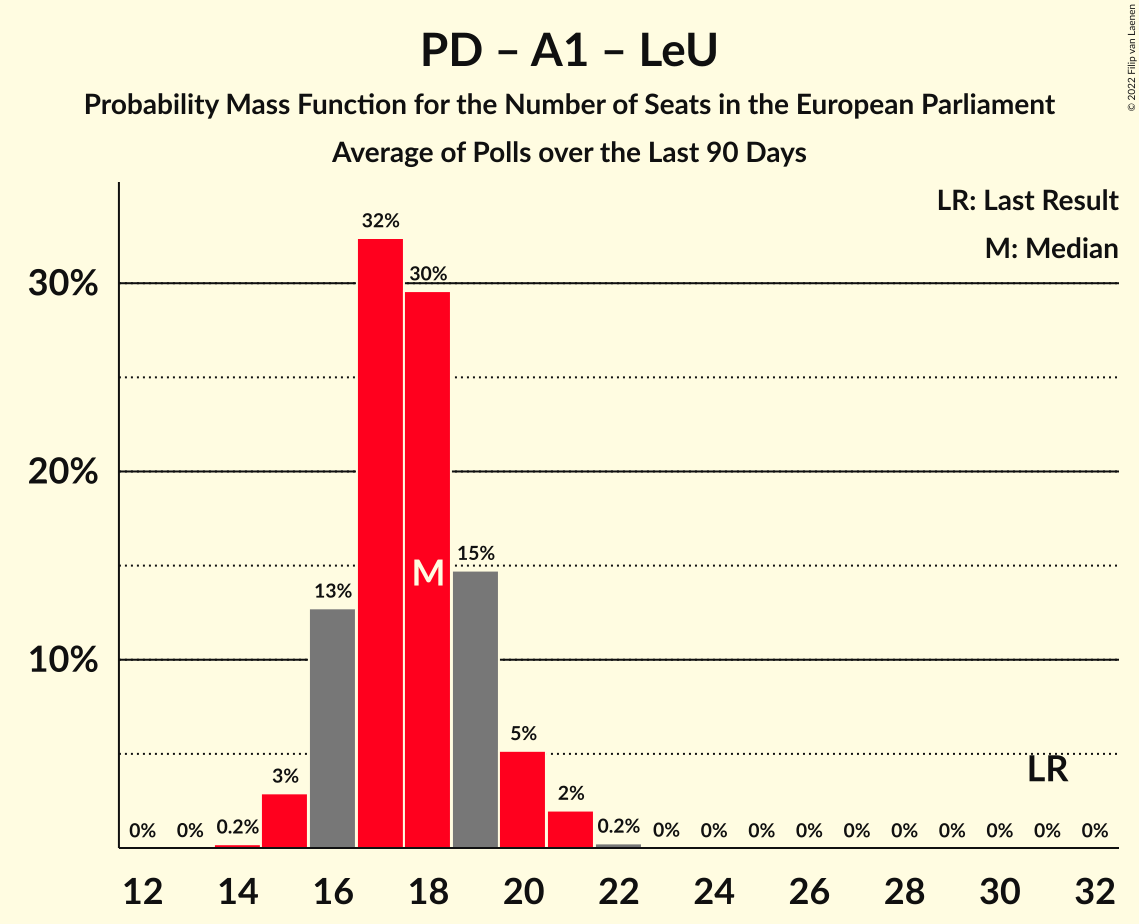 PD – A1 – LeU
Probability Mass Function for the Number of Seats in the European Parliament
Average of Polls over the Last 90 Days
© 2022 Filip van Laenen
LR: Last Result
M: Median
30%
20%
10%
0%
0%
0.2%
3%
13%
32%
30%
15%
5%
2%
0.2%
0%
0%
0%
0%
0%
0%
0%
0%
0%
0%
M
LR
12 14 16 18 20 22 24 26 28 30 32